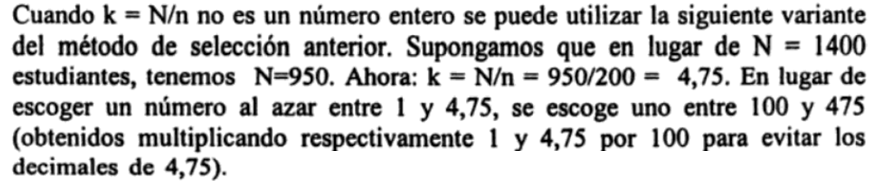 Cuando k = N/n no es un número entero se puede utilizar la siguiente variante
del método de selección anterior. Supongamos que en lugar de N = 1400
estudiantes, tenemos N=950. Ahora: k = N/n = 950/200 = 4,75. En lugar de
escoger un número al azar entre 1 y 4,75, se escoge uno entre 100 y 475
(obtenidos multiplicando respectivamente 1 y 4,75 por 100 para evitar los
decimales de 4,75).